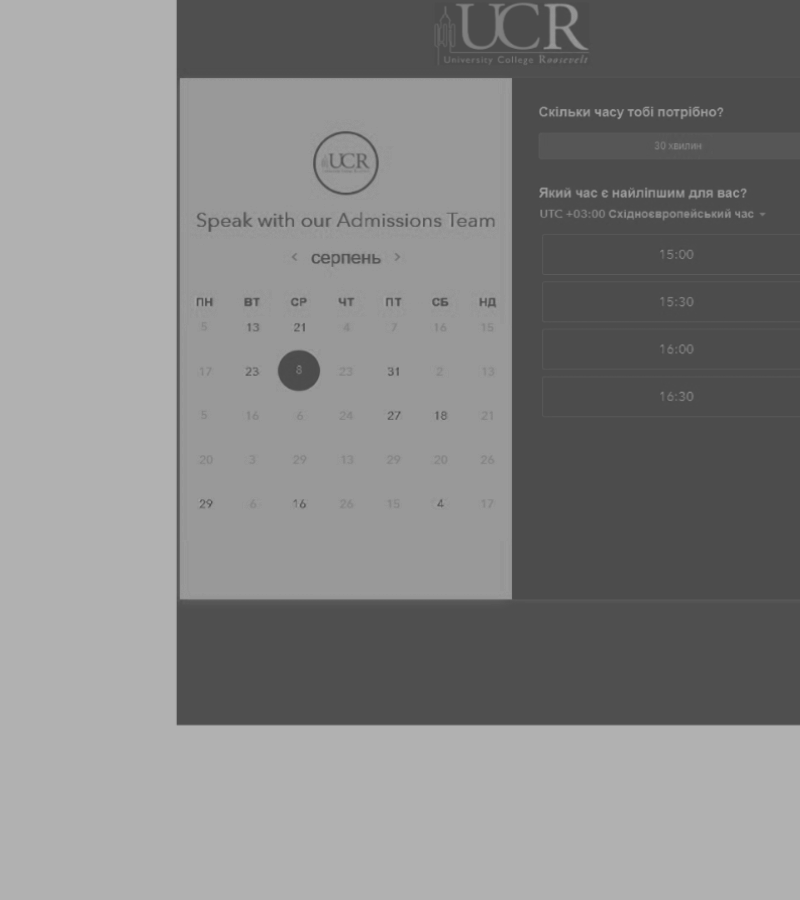 UCR
University College Roosevelt
UCR
Speak with our Admissions Team
< серпень >
ПН ВТ СР ЧТ ПТ СБ НД
5 13 21 4 7 16 15
17 23 8 23 31 2 13
5 16 6 24 27 18 21
20 3 29 13 29 20 26
29 6 16 26 15 4 17
Скільки часу тобі потрібно?
30 хвилин
Який час є найліпшим для вас?
UTC +03:00 Східноєвропейський час
15:00
15:30
16:00
16:30